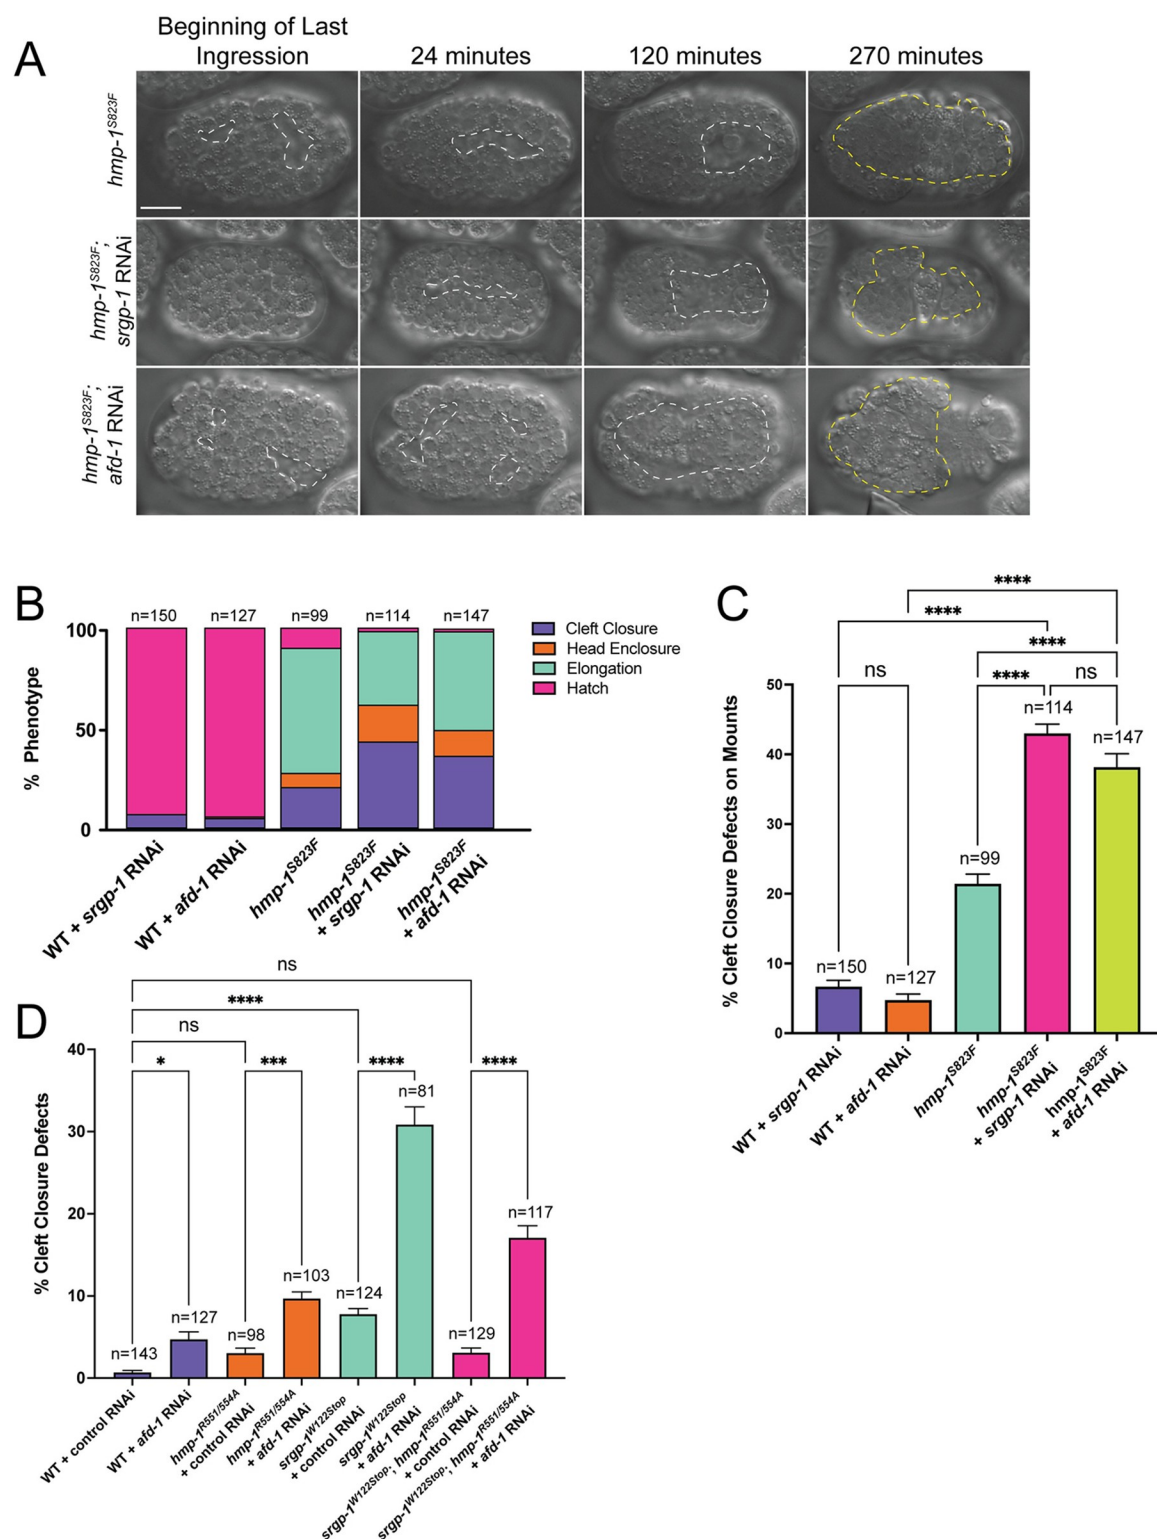 A
Beginning of Last
Ingression
24 minutes
120 minutes
270 minutes
hmp-1S823F
hmp-1S823F;
srgp-1 RNAi
hmp-1S823F;
afd-1 RNAi
B
n=150
n=127
n=99
n=114
n=147
100
50
0
% Phenotype
Cleft Closure
Head Enclosure
Elongation
Hatch
WT + srgp-1 RNAi
WT + afd-1 RNAi
hmp-1S823F
hmp-1S823F
+ srgp-1 RNAi
hmp-1S823F
+ afd-1 RNAi
C
****
****
****
ns
****
ns
50
40
30
20
10
0
% Cleft Closure Defects on Mounts
n=150
n=127
n=99
n=114
n=147
WT + srgp-1 RNAi
WT + afd-1 RNAi
hmp-1S823F
hmp-1S823F
+ srgp-1 RNAi
hmp-1S823F
+ afd-1 RNAi
D
ns
****
ns
*
***
****
****
40
30
20
10
0
% Cleft Closure Defects
n=143
n=127
n=98
n=103
n=124
n=81
n=129
n=117
WT + control RNAi
WT + afd-1 RNAi
hmp-1R551/554A
+ control RNAi
hmp-1R551/554A
+ afd-1 RNAi
srgp-1W122Stop
+ control RNAi
srgp-1W122Stop
+ afd-1 RNAi
srgp-1W122Stop; hmp-1R551/554A
+ control RNAi
srgp-1W122Stop; hmp-1R551/554A
+ afd-1 RNAi